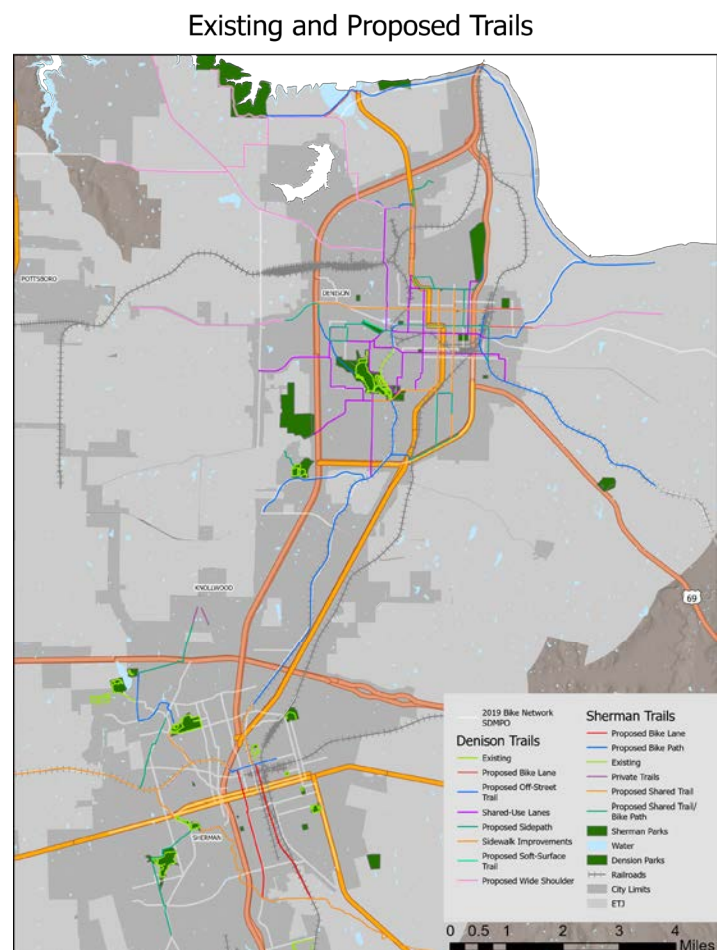 Existing and Proposed Trails
POTTSBORO
DENISON
KNOLLWOOD
69
SHERMAN
2019 Bike Network
SDMPO
Denison Trails
Existing
Proposed Bike Lane
Proposed Off-Street
Trail
Shared-Use Lanes
Proposed Sidepath
Sidewalk Improvements
Proposed Soft-Surface
Trail
Proposed Wide Shoulder
Sherman Trails
Proposed Bike Lane
Proposed Bike Path
Existing
Private Trails
Proposed Shared Trail
Proposed Shared Trail/
Bike Path
Sherman Parks
Water
Dension Parks
Railroads
City Limits
ETJ
0 0.5 1 2 3 4
Miles